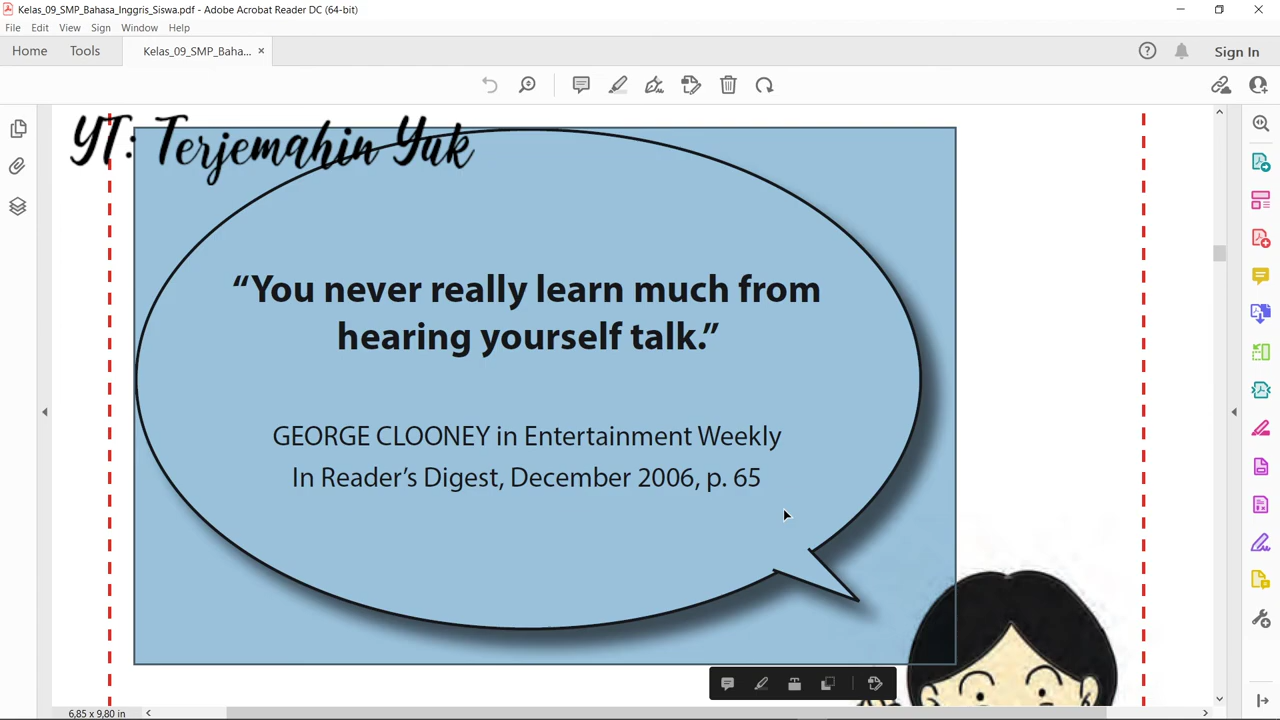 Kelas_09_SMP_Bahasa_Inggris_Siswa.pdf - Adobe Acrobat Reader DC (64-bit)
File Edit View Sign Window Help
Home Tools Kelas_09_SMP_Baha... × Sign In
YT: Terjemahin Yuk
“You never really learn much from
hearing yourself talk.”
GEORGE CLOONEY in Entertainment Weekly
In Reader’s Digest, December 2006, p. 65
6,85 x 9,80 in